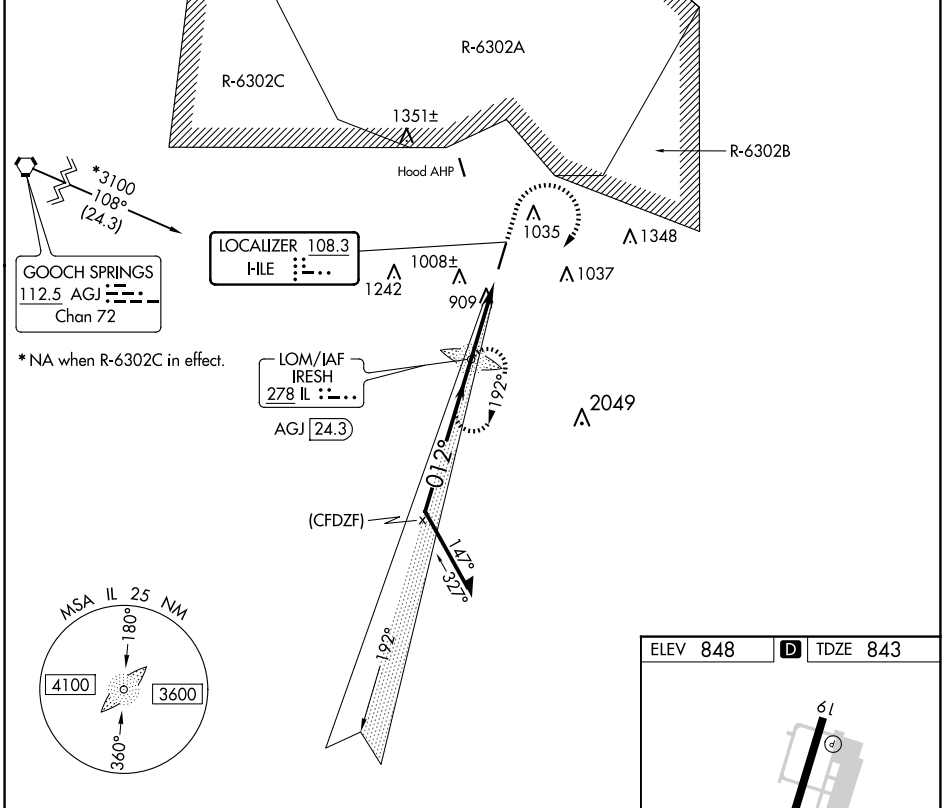 R-6302A
R-6302C
1351±
R-6302B
Hood AHP
*3100
108°
(24.3)
1035
1348
LOCALIZER 108.3
I-ILE
GOOCH SPRINGS
112.5 AGJ
Chan 72
1008±
1242
1037
909
* NA when R-6302C in effect.
LOM/IAF
IRESH
278 IL
192°
AGJ 24.3
2049
012°
(CFDZF)
147°
327°
192°
MSA IL 25 NM
180°
4100
3600
360°
ELEV 848
D
TDZE 843
19
P